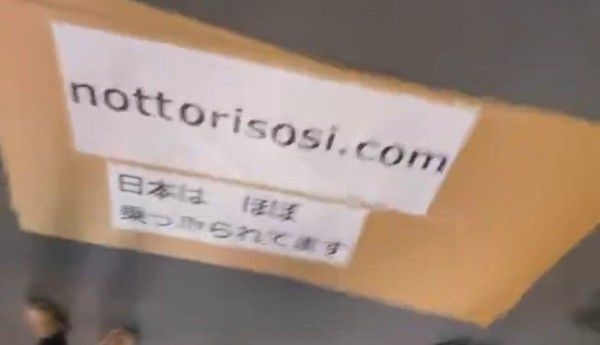 nottorisosi.com
日本は　ほぼ
乗っ取られてます